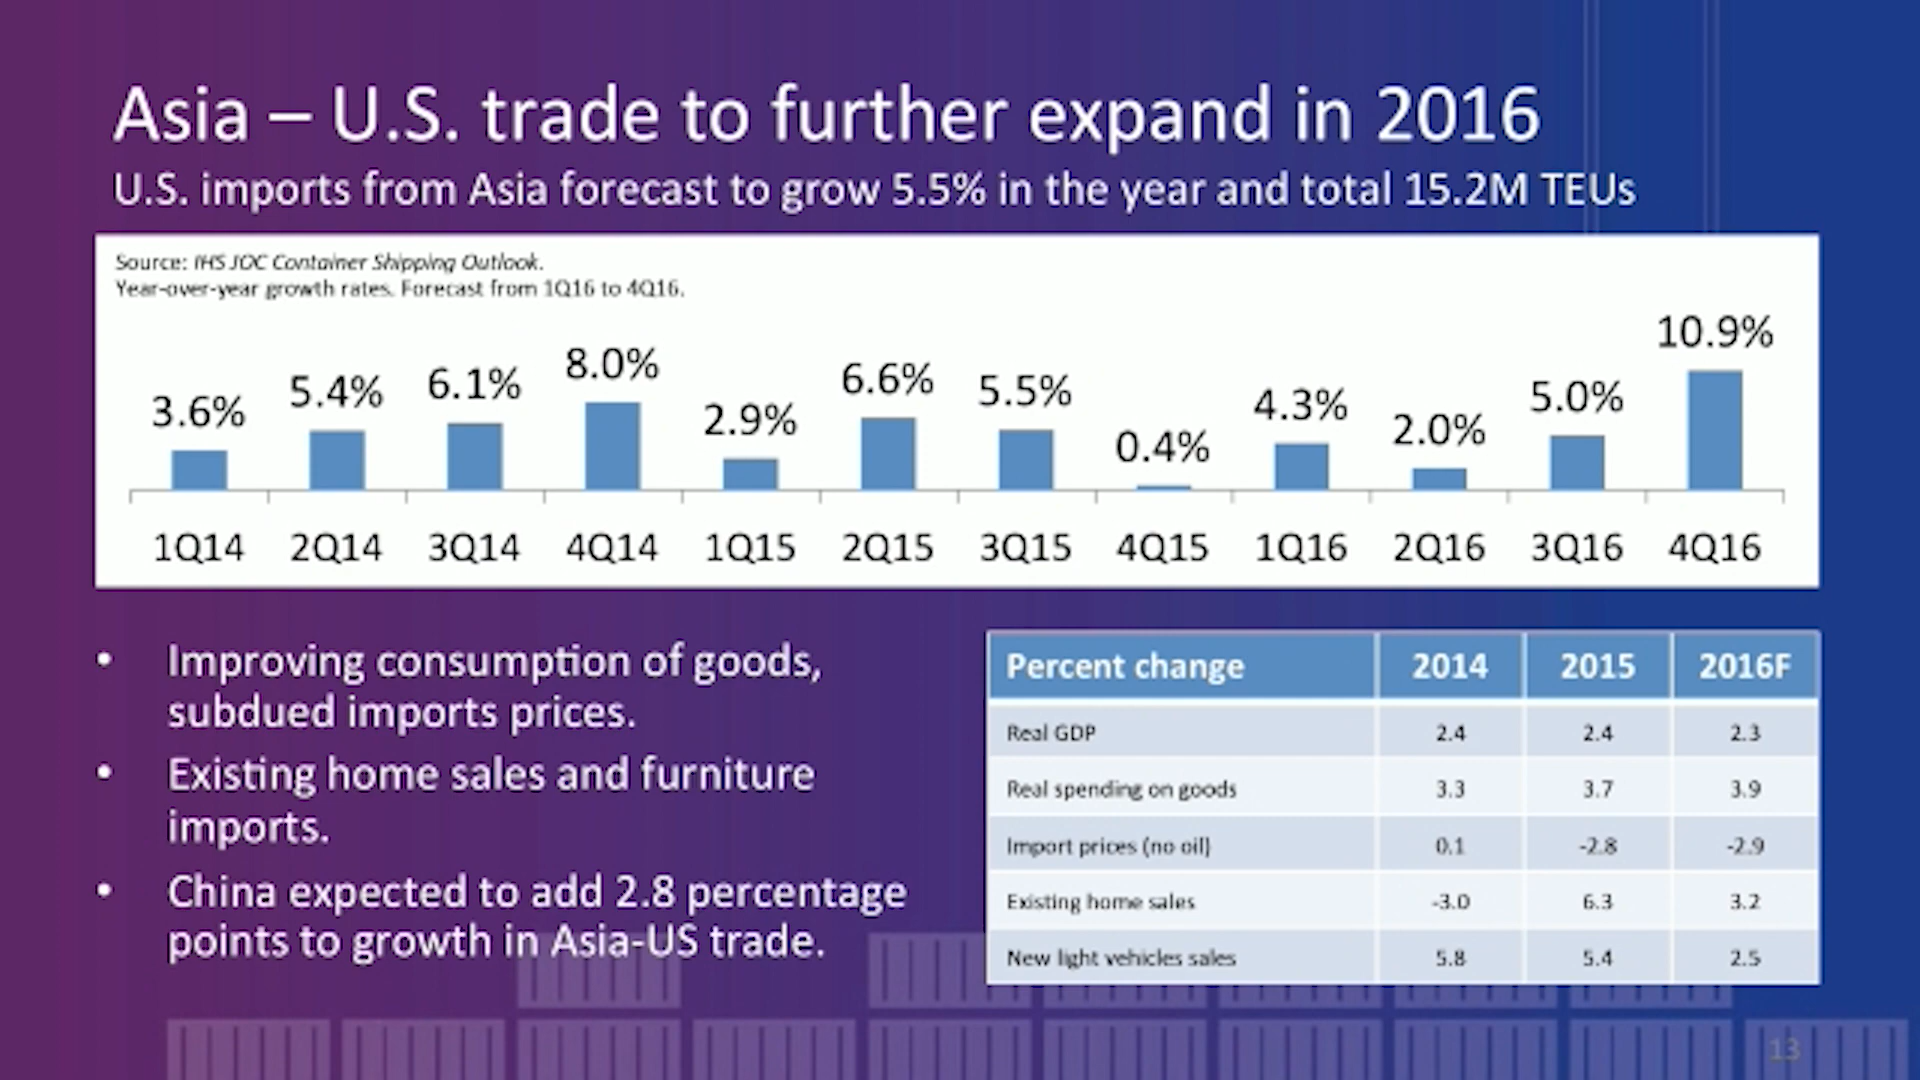 Asia – U.S. trade to further expand in 2016
U.S. imports from Asia forecast to grow 5.5% in the year and total 15.2M TEUs
Source: IHS JOC Container Shipping Outlook.
Year-over-year growth rates. Forecast from 1Q16 to 4Q16.
3.6% 5.4% 6.1% 8.0% 2.9% 6.6% 5.5% 0.4% 4.3% 2.0% 5.0% 10.9%
1Q14 2Q14 3Q14 4Q14 1Q15 2Q15 3Q15 4Q15 1Q16 2Q16 3Q16 4Q16
• Improving consumption of goods,
subdued imports prices.
• Existing home sales and furniture
imports.
• China expected to add 2.8 percentage
points to growth in Asia-US trade.
Percent change 2014 2015 2016F
Real GDP 2.4 2.4 2.3
Real spending on goods 3.3 3.7 3.9
Import prices (no oil) 0.1 -2.8 -2.9
Existing home sales -3.0 6.3 3.2
New light vehicles sales 5.8 5.4 2.5
13